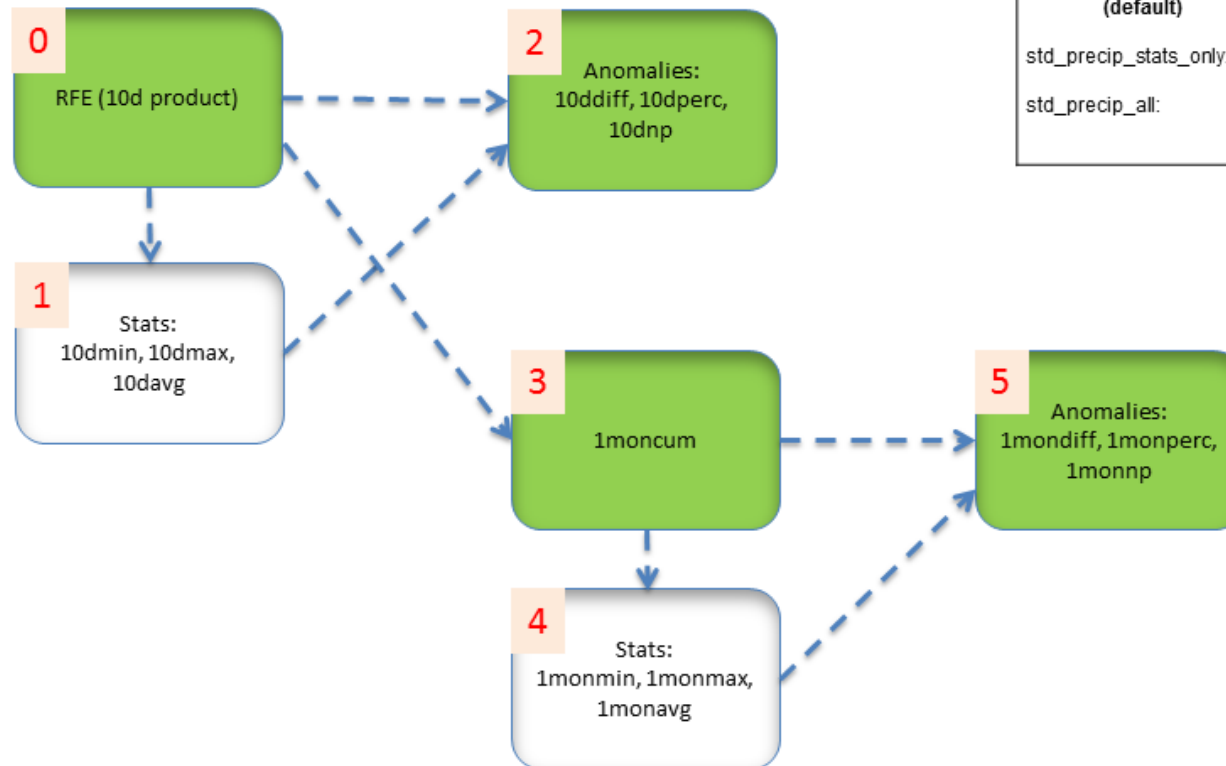 0
RFE (10d product)
2
Anomalies:
10ddiff, 10dperc,
10dnp
(default)
std_precip_stats_only
std_precip_all:
1
Stats:
10dmin, 10dmax,
10davg
3
1moncum
5
Anomalies:
1mondiff, 1monperc,
1monnp
4
Stats:
1monmin, 1monmax,
1monavg